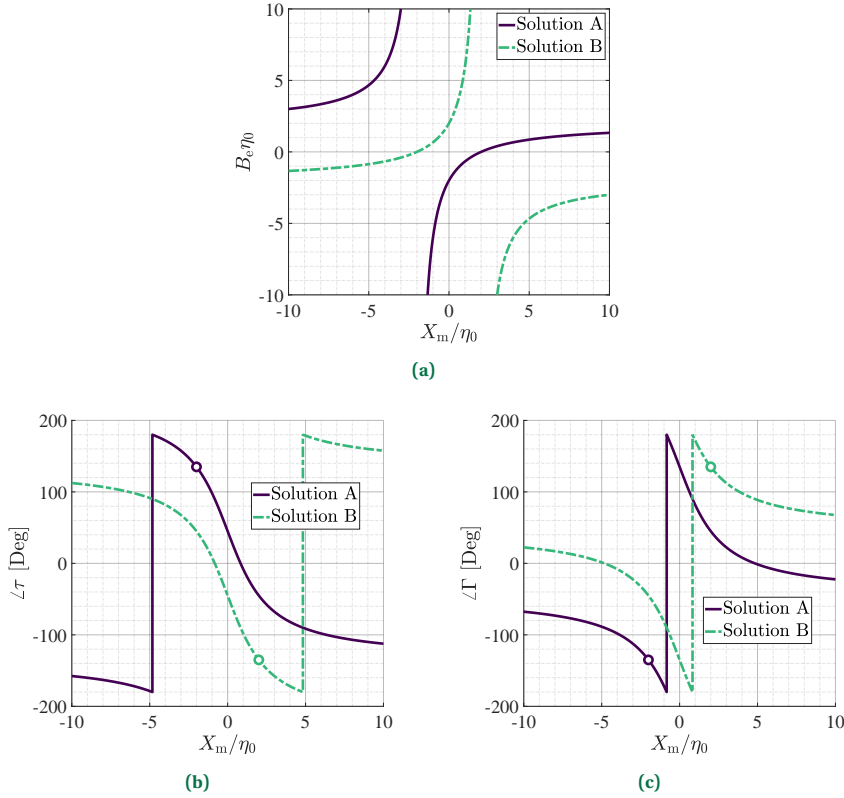 10
5
0
-5
-10
B_e η_0
-10 -5 0 5 10
X_m/η_0
Solution A
Solution B
(a)
200
100
0
-100
-200
∠τ [Deg]
-10 -5 0 5 10
X_m/η_0
Solution A
Solution B
(b)
200
100
0
-100
-200
∠Γ [Deg]
-10 -5 0 5 10
X_m/η_0
Solution A
Solution B
(c)